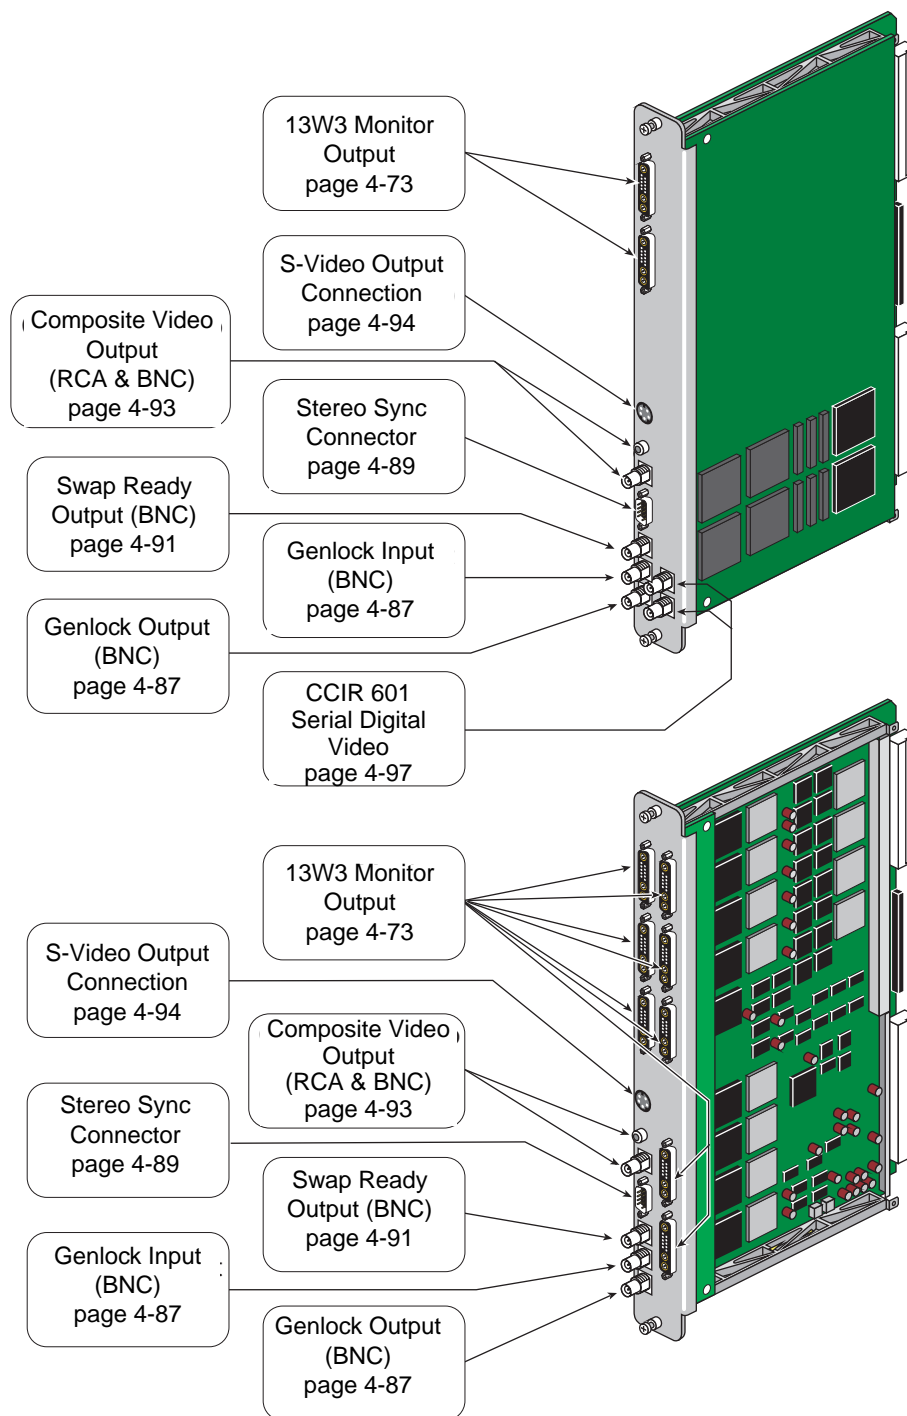 13W3 Monitor
Output
page 4-73
S-Video Output
Connection
page 4-94
Composite Video
Output
(RCA & BNC)
page 4-93
Stereo Sync
Connector
page 4-89
Swap Ready
Output (BNC)
page 4-91
Genlock Input
(BNC)
page 4-87
Genlock Output
(BNC)
page 4-87
CCIR 601
Serial Digital
Video
page 4-97
13W3 Monitor
Output
page 4-73
S-Video Output
Connection
page 4-94
Composite Video
Output
(RCA & BNC)
page 4-93
Stereo Sync
Connector
page 4-89
Swap Ready
Output (BNC)
page 4-91
Genlock Input
(BNC)
page 4-87
Genlock Output
(BNC)
page 4-87